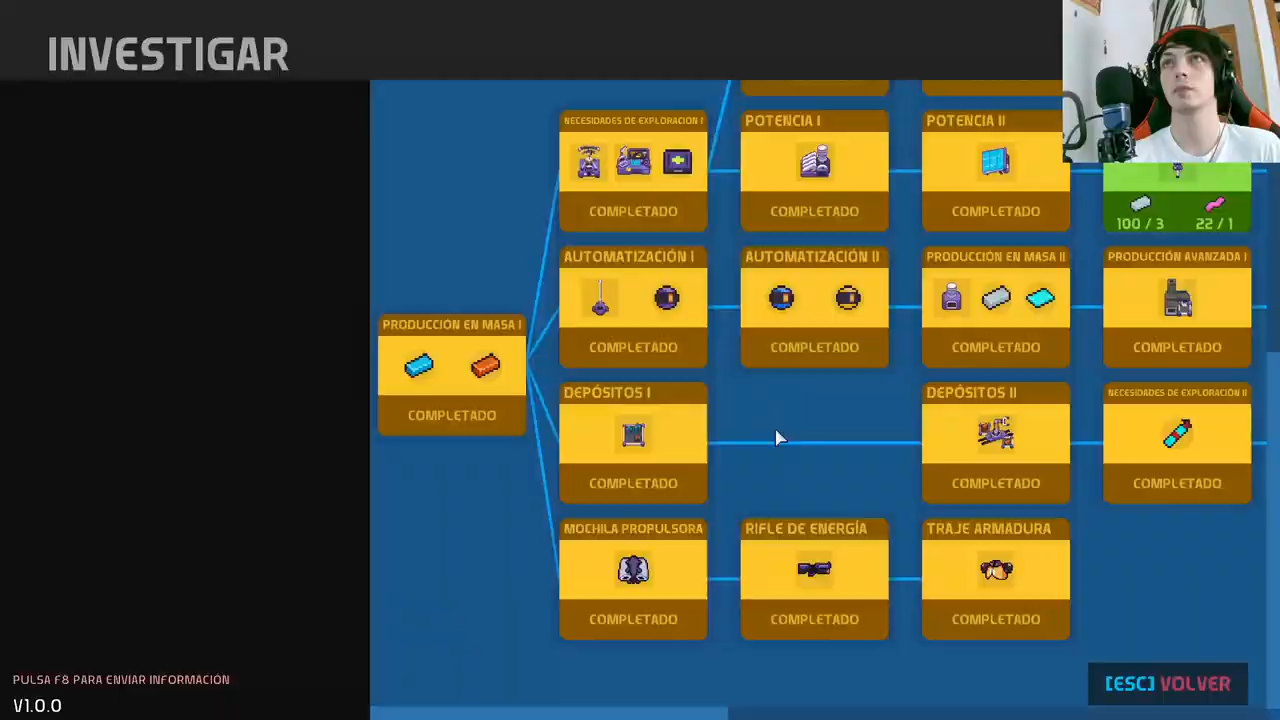 INVESTIGAR
NECESIDADES DE EXPLORACIÓN I
POTENCIA I
POTENCIA II
COMPLETADO
COMPLETADO
COMPLETADO
100 / 3
22 / 1
AUTOMATIZACIÓN I
AUTOMATIZACIÓN II
PRODUCCIÓN EN MASA II
PRODUCCIÓN AVANZADA I
COMPLETADO
COMPLETADO
COMPLETADO
COMPLETADO
PRODUCCIÓN EN MASA I
COMPLETADO
DEPÓSITOS I
DEPÓSITOS II
NECESIDADES DE EXPLORACIÓN II
COMPLETADO
COMPLETADO
COMPLETADO
MOCHILA PROPULSORA
RIFLE DE ENERGÍA
TRAJE ARMADURA
COMPLETADO
COMPLETADO
COMPLETADO
PULSA F8 PARA ENVIAR INFORMACIÓN
V1.0.0
[ESC] VOLVER